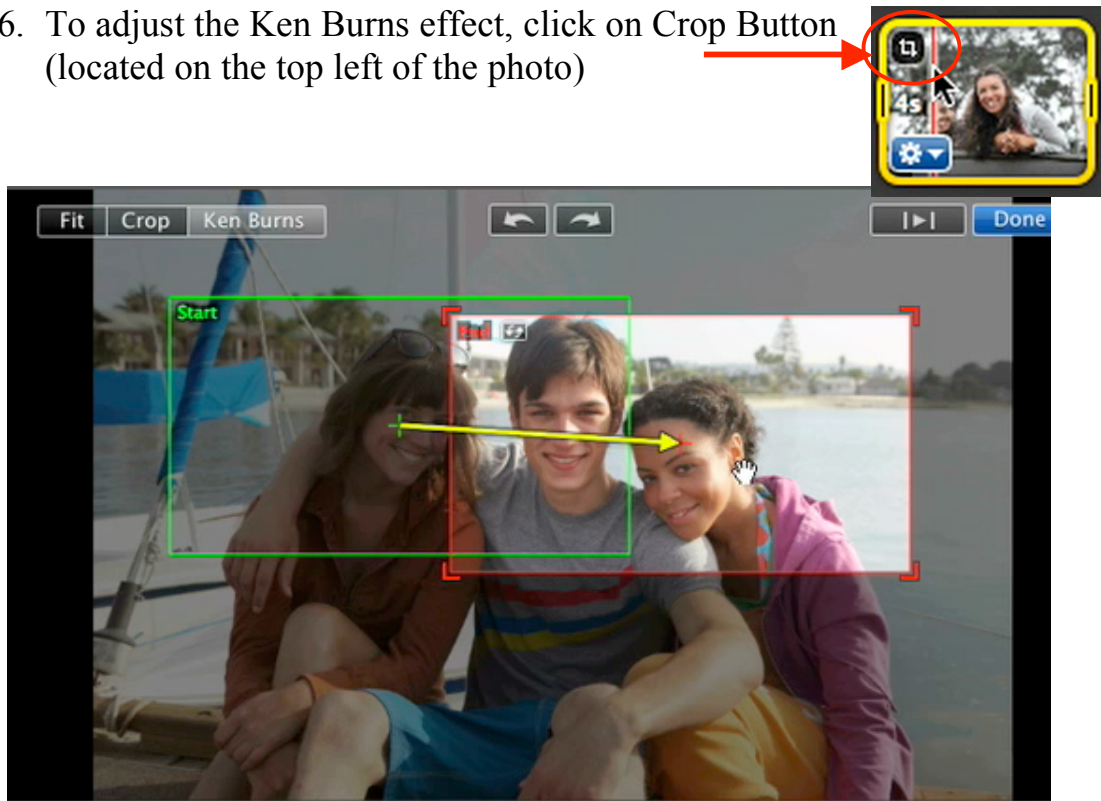 6. To adjust the Ken Burns effect, click on Crop Button
(located on the top left of the photo)
4s
Fit Crop Ken Burns Done
Start
End